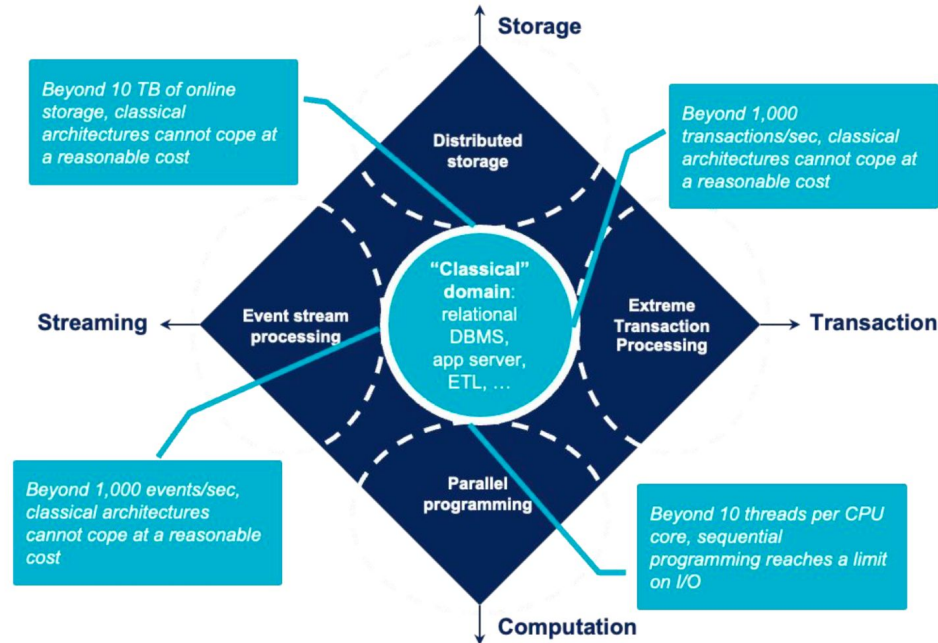 Storage
Beyond 10 TB of online
storage, classical
architectures cannot cope at
a reasonable cost
Beyond 1,000
transactions/sec, classical
architectures cannot cope at
a reasonable cost
Distributed
storage
Streaming
Event stream
processing
“Classical”
domain:
relational
DBMS,
app server,
ETL, …
Extreme
Transaction
Processing
Transaction
Beyond 1,000 events/sec,
classical architectures
cannot cope at a reasonable
cost
Parallel
programming
Beyond 10 threads per CPU
core, sequential
programming reaches a limit
on I/O
Computation